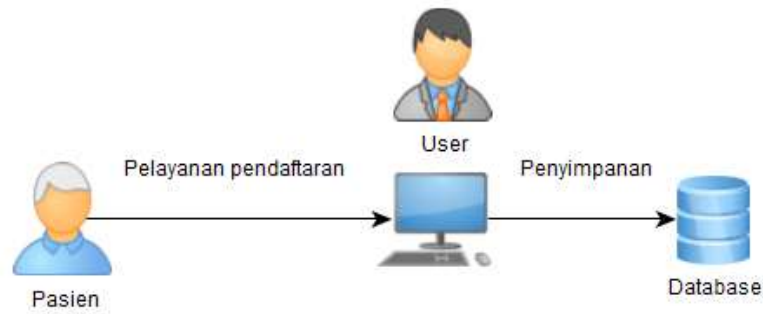 User
Pelayanan pendaftaran
Penyimpanan
Pasien
Database